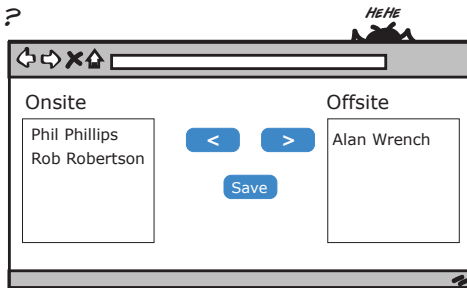 ?
HEHE
Onsite
Offsite
Phil Phillips
Rob Robertson
<
>
Alan Wrench
Save